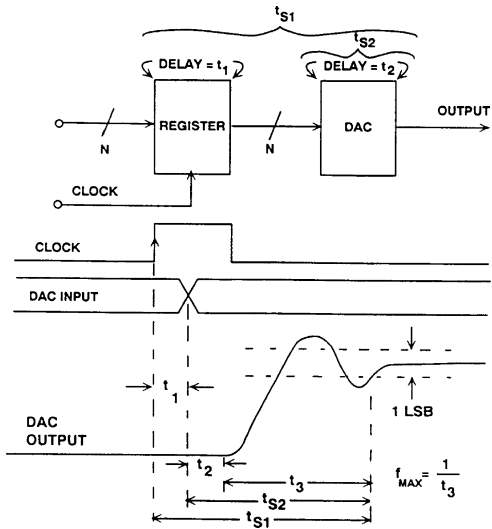 tS1
tS2
DELAY = t1
DELAY = t2
REGISTER
DAC
OUTPUT
N
N
CLOCK
CLOCK
DAC INPUT
t1
1 LSB
DAC
OUTPUT
t2
t3
fMAX = 1/t3
tS2
tS1